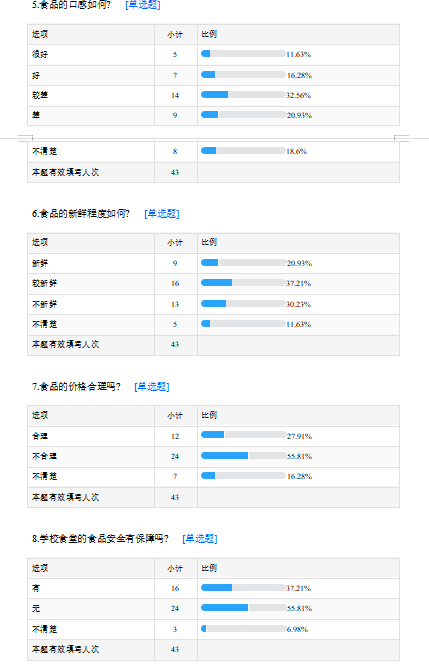 5.食品的口感如何? [单选题]
选项 小计 比例
很好 5 11.63%
好 7 16.28%
较差 14 32.56%
差 9 20.93%
不清楚 8 18.6%
本题有效填写人次 43
6.食品的新鲜程度如何? [单选题]
选项 小计 比例
新鲜 9 20.93%
较新鲜 16 37.21%
不新鲜 13 30.23%
不清楚 5 11.63%
本题有效填写人次 43
7.食品的价格合理吗? [单选题]
选项 小计 比例
合理 12 27.91%
不合理 24 55.81%
不清楚 7 16.28%
本题有效填写人次 43
8.学校食堂的食品安全有保障吗? [单选题]
选项 小计 比例
有 16 37.21%
无 24 55.81%
不清楚 3 6.98%
本题有效填写人次 43